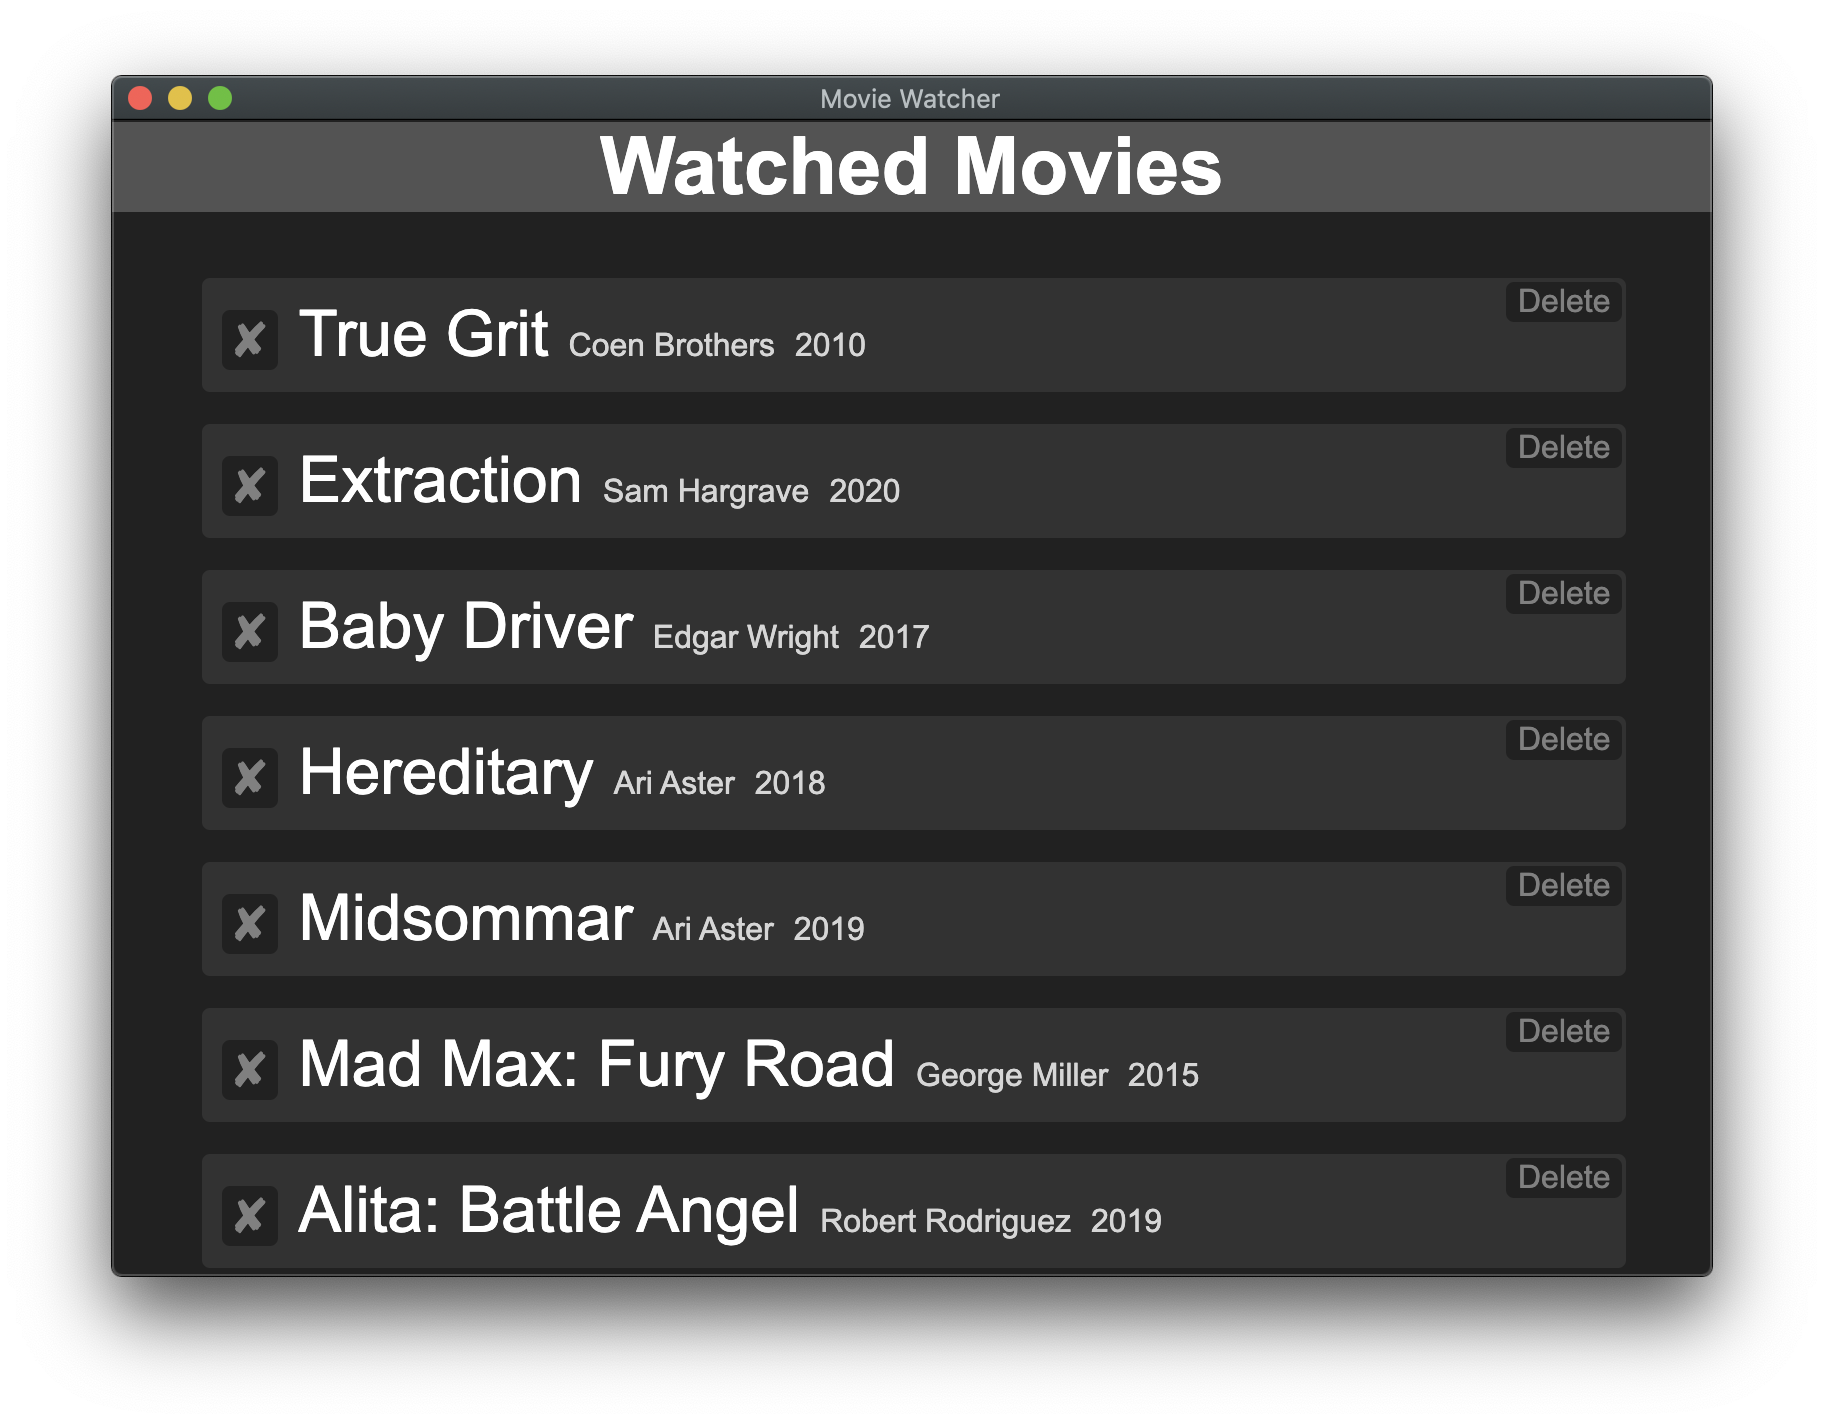 Movie Watcher
Watched Movies
Delete
✘ True Grit Coen Brothers 2010
Delete
✘ Extraction Sam Hargrave 2020
Delete
✘ Baby Driver Edgar Wright 2017
Delete
✘ Hereditary Ari Aster 2018
Delete
✘ Midsommar Ari Aster 2019
Delete
✘ Mad Max: Fury Road George Miller 2015
Delete
✘ Alita: Battle Angel Robert Rodriguez 2019